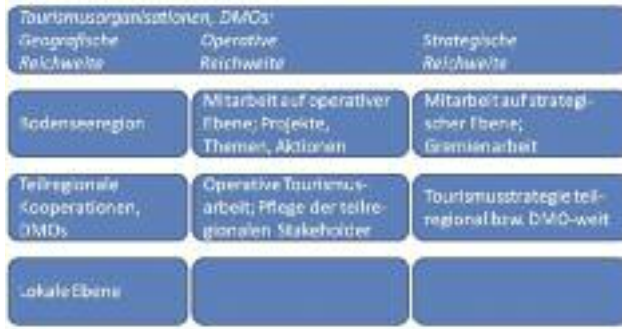 Tourismusorganisationen, DMOs:
Geografische Reichweite
Operative Reichweite
Strategische Reichweite
Bodenseeregion
Mitarbeit auf operativer
Ebene; Projekte,
Themen, Aktionen
Mitarbeit auf strategi-
scher Ebene;
Gremienarbeit
Teilregionale
Kooperationen,
DMOs
Operative Tourismus-
arbeit; Pflege der teilre-
gionalen Stakeholder
Tourismusstrategie teil-
regional bzw. DMO-weit
Lokale Ebene